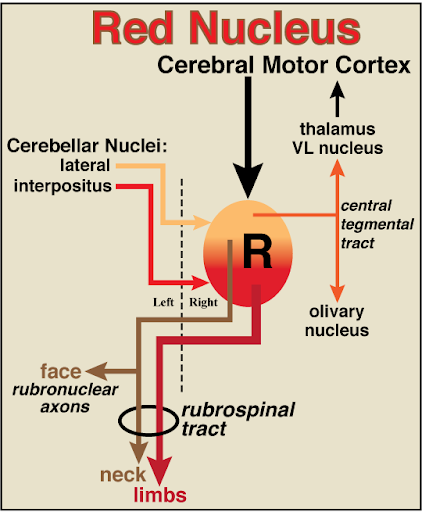 Red Nucleus
Cerebral Motor Cortex
thalamus
VL nucleus
Cerebellar Nuclei:
lateral
interpositus
central
tegmental
tract
R
Left
Right
olivary
nucleus
face
rubronuclear
axons
rubrospinal
tract
neck
limbs